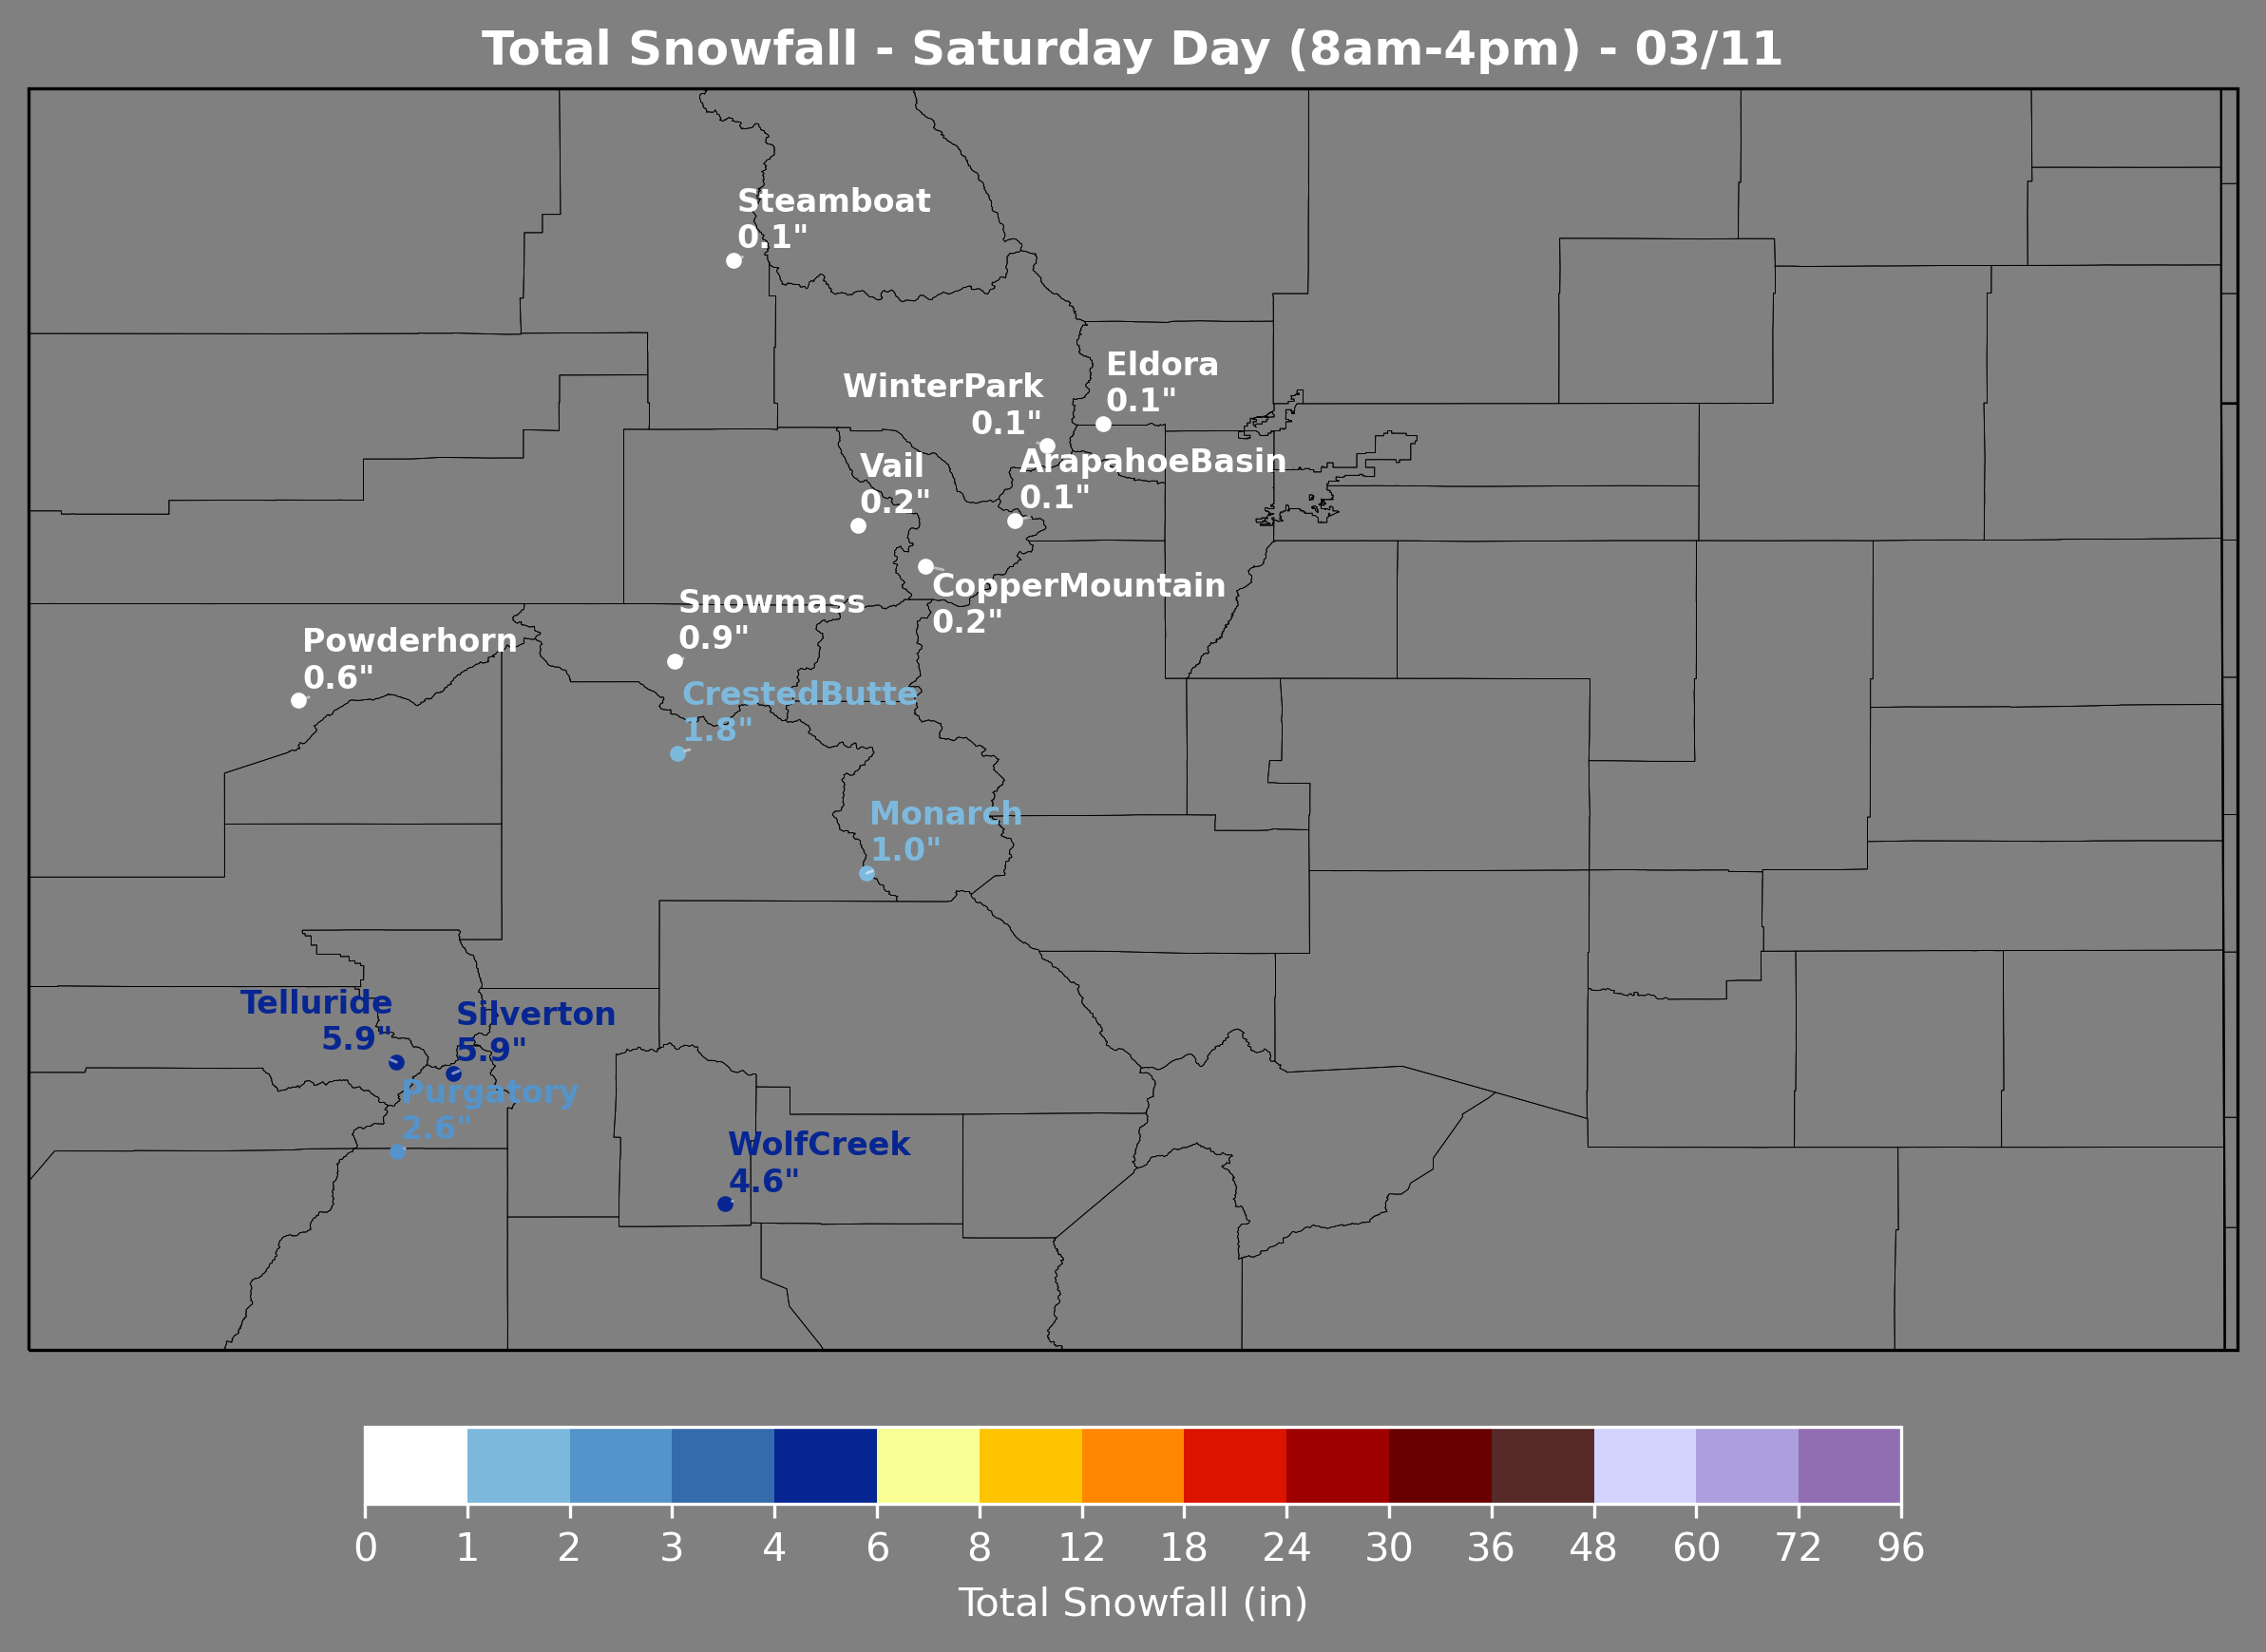 Total Snowfall - Saturday Day (8am-4pm) - 03/11
Steamboat
0.1"
Eldora
0.1"
WinterPark
0.1"
ArapahoeBasin
0.1"
Vail
0.2"
CopperMountain
0.2"
Snowmass
0.9"
Powderhorn
0.6"
CrestedButte
1.8"
Monarch
1.0"
Telluride
5.9"
Silverton
5.9"
Purgatory
2.6"
WolfCreek
4.6"
0 1 2 3 4 6 8 12 18 24 30 36 48 60 72 96
Total Snowfall (in)